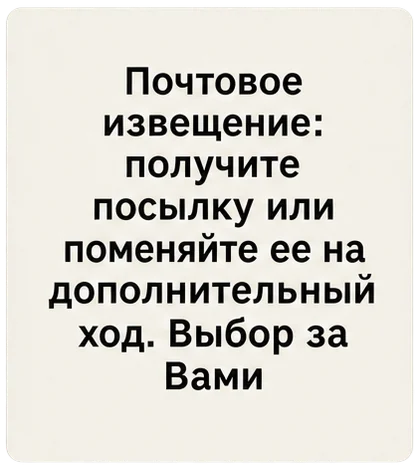 Почтовое
извещение:
получите
посылку или
поменяйте ее на
дополнительный
ход. Выбор за
Вами